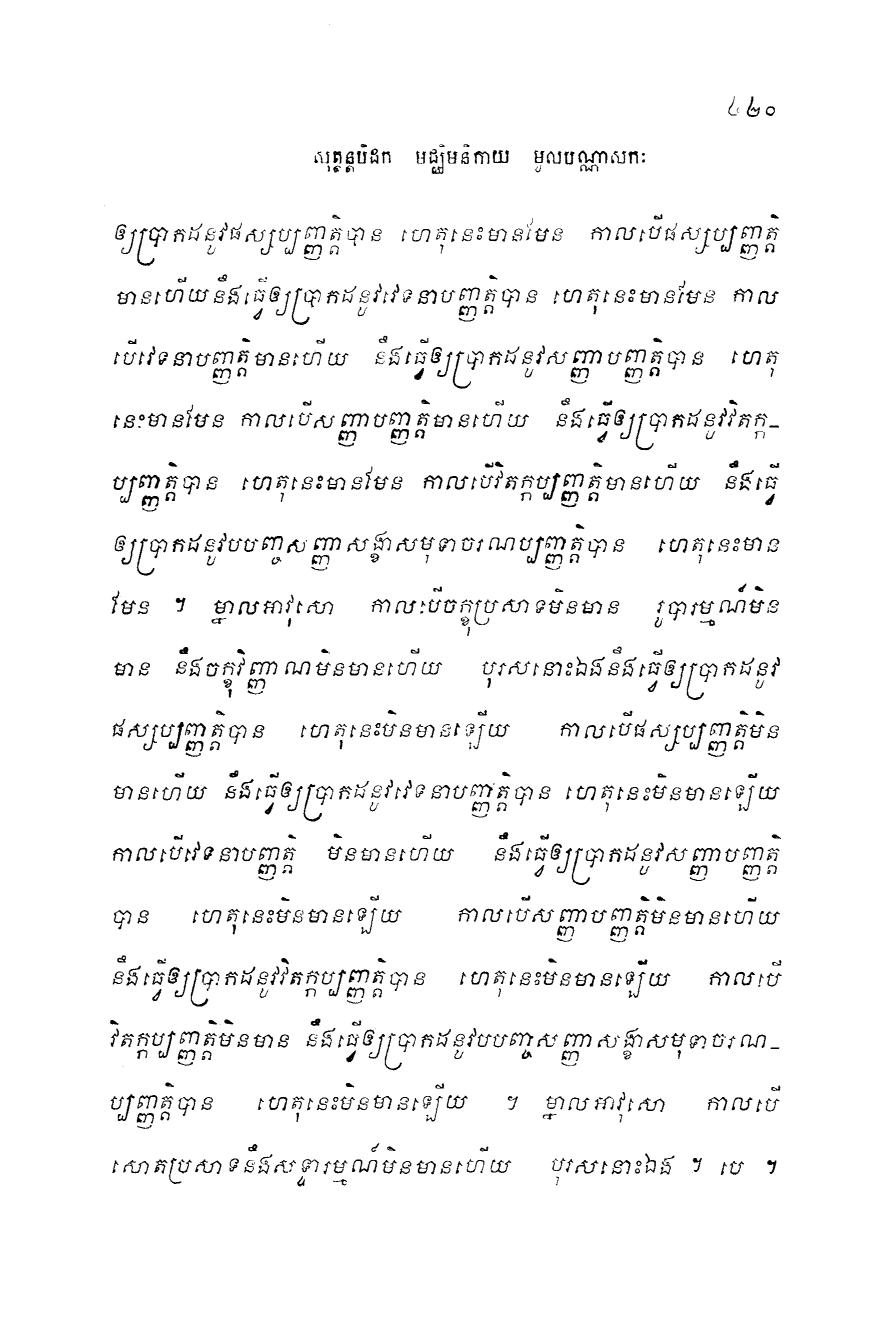 ៤២០
សុត្តន្តបិដក មជ្ឈិមនិកាយ មូលបណ្ណាសកៈ
ឲ្យប្រាកដនូវផស្សប្បញ្ញត្តិបាន ហេតុនេះមានមែន កាលបើផស្សប្បញ្ញត្តិ
មានហើយនឹងធ្វើឲ្យប្រាកដនូវវេទនាបញ្ញត្តិបាន ហេតុនេះមានមែន កាល
បើវេទនាបញ្ញត្តិមានហើយ នឹងធ្វើឲ្យប្រាកដនូវសញ្ញាបញ្ញត្តិបាន ហេតុ
នេះមានមែន កាលបើសញ្ញាបញ្ញត្តិមានហើយ នឹងធ្វើឲ្យប្រាកដនូវវិតក្ក-
ប្បញ្ញត្តិបាន ហេតុនេះមានមែន កាលបើវិតក្កប្បញ្ញត្តិមានហើយ នឹងធ្វើ
ឲ្យប្រាកដនូវបបញ្ចសញ្ញាសង្ខាសមុទាចរណប្បញ្ញត្តិបាន ហេតុនេះមាន
មែន ។ ម្នាលអាវុសោ កាលបើចក្ខុប្រសាទមិនមាន រូបារម្មណ៍មិន
មាន នឹងចក្ខុវិញ្ញាណមិនមានហើយ បុរសនោះឯងនឹងធ្វើឲ្យប្រាកដនូវ
ផស្សប្បញ្ញត្តិបាន ហេតុនេះមិនមានឡើយ កាលបើផស្សប្បញ្ញត្តិមិន
មានហើយ នឹងធ្វើឲ្យប្រាកដនូវវេទនាបញ្ញត្តិបាន ហេតុនេះមិនមានឡើយ
កាលបើវេទនាបញ្ញត្តិ មិនមានហើយ នឹងធ្វើឲ្យប្រាកដនូវសញ្ញាបញ្ញត្តិ
បាន ហេតុនេះមិនមានឡើយ កាលបើសញ្ញាបញ្ញត្តិមិនមានហើយ
នឹងធ្វើឲ្យប្រាកដនូវវិតក្កប្បញ្ញត្តិបាន ហេតុនេះមិនមានឡើយ កាលបើ
វិតក្កប្បញ្ញត្តិមិនមាន នឹងធ្វើឲ្យប្រាកដនូវបបញ្ចសញ្ញាសង្ខាសមុទាចរណ-
ប្បញ្ញត្តិបាន ហេតុនេះមិនមានឡើយ ។ ម្នាលអាវុសោ កាលបើ
សោតប្រសាទនឹងសទ្ទារម្មណ៍មិនមានហើយ បុរសនោះឯង ។ បេ ។